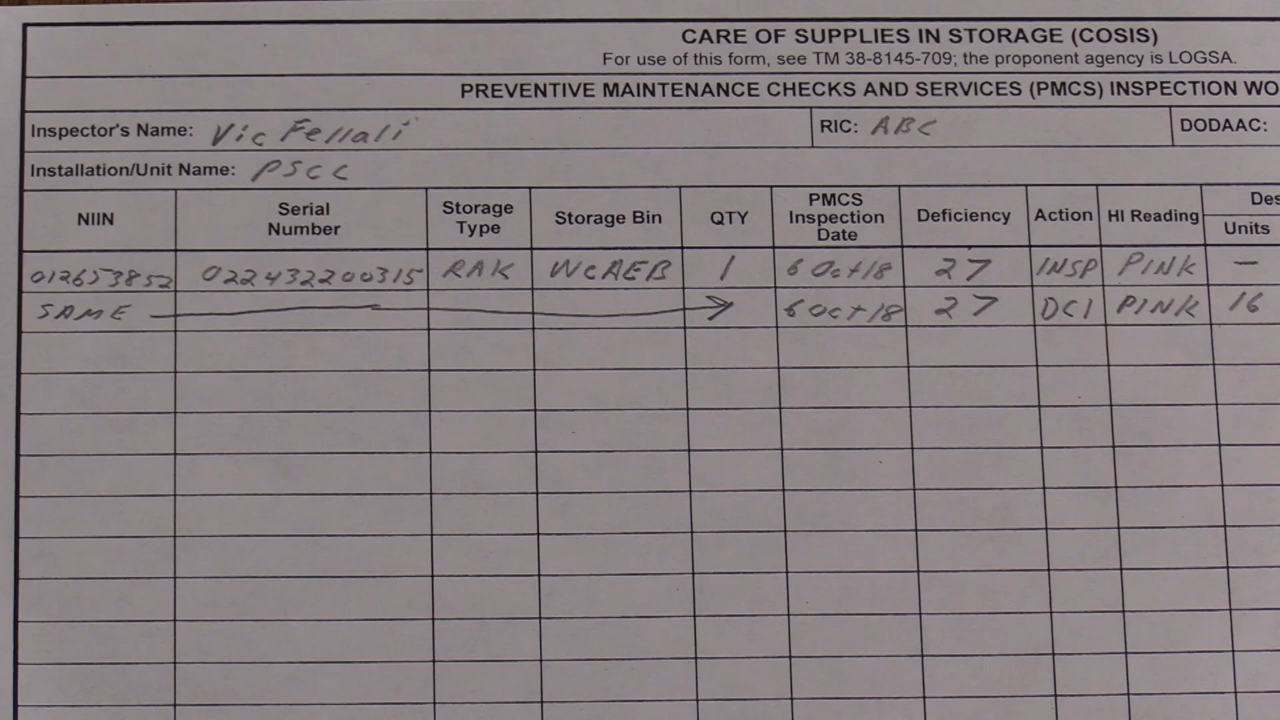 CARE OF SUPPLIES IN STORAGE (COSIS)
For use of this form, see TM 38-8145-709; the proponent agency is LOGSA.
PREVENTIVE MAINTENANCE CHECKS AND SERVICES (PMCS) INSPECTION WO
Inspector's Name: Vic Fellali RIC: ABC DODAAC:
Installation/Unit Name: PSCC
NIIN Serial Number Storage Type Storage Bin QTY PMCS Inspection Date Deficiency Action HI Reading Des
Units
012653852 022432200315 RAK WCAEB 1 6 Oct/18 27 INSP PINK —
SAME 6 Oct/18 27 DCI PINK 16